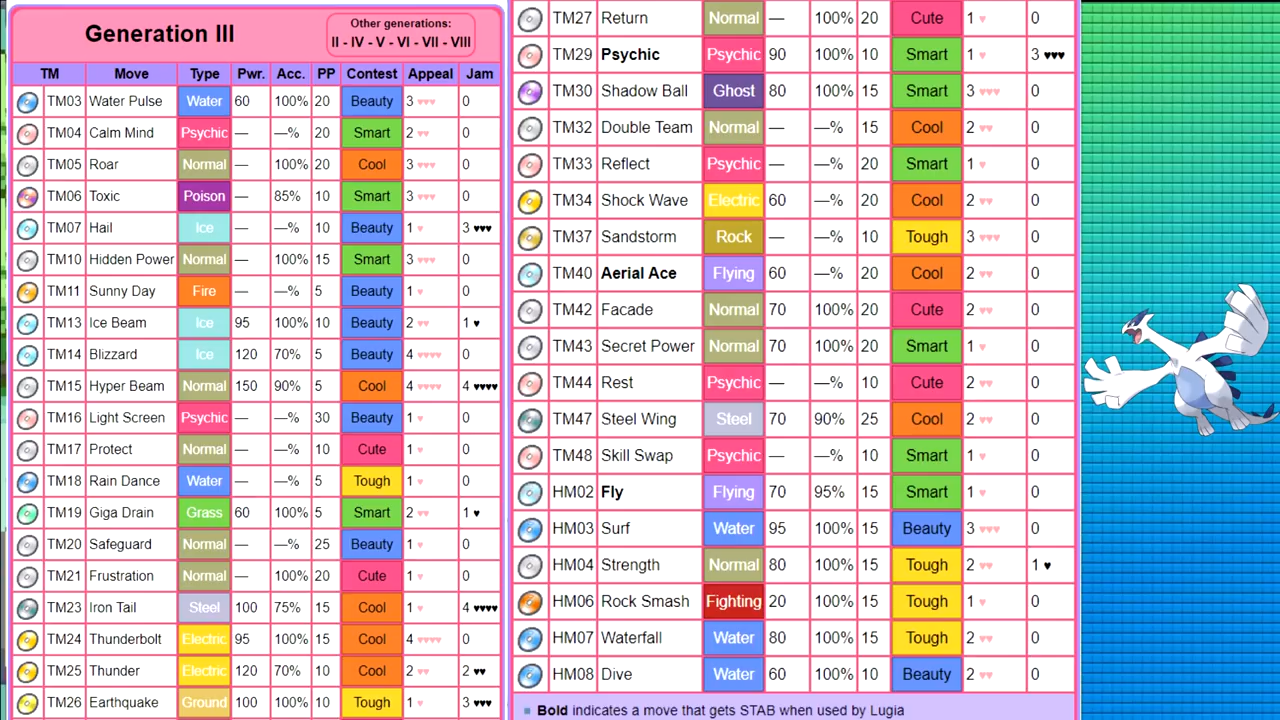 Generation III
Other generations:
II - IV - V - VI - VII - VIII
TM Move Type Pwr. Acc. PP Contest Appeal Jam
TM03 Water Pulse Water 60 100% 20 Beauty 3 ♥♥♥ 0
TM04 Calm Mind Psychic — —% 20 Smart 2 ♥♥ 0
TM05 Roar Normal — 100% 20 Cool 3 ♥♥♥ 0
TM06 Toxic Poison — 85% 10 Smart 3 ♥♥♥ 0
TM07 Hail Ice — —% 10 Beauty 1 ♥ 3 ♥♥♥
TM10 Hidden Power Normal — 100% 15 Smart 3 ♥♥♥ 0
TM11 Sunny Day Fire — —% 5 Beauty 1 ♥ 0
TM13 Ice Beam Ice 95 100% 10 Beauty 2 ♥♥ 1 ♥
TM14 Blizzard Ice 120 70% 5 Beauty 4 ♥♥♥♥ 0
TM15 Hyper Beam Normal 150 90% 5 Cool 4 ♥♥♥♥ 4 ♥♥♥♥
TM16 Light Screen Psychic — —% 30 Beauty 1 ♥ 0
TM17 Protect Normal — —% 10 Cute 1 ♥ 0
TM18 Rain Dance Water — —% 5 Tough 1 ♥ 0
TM19 Giga Drain Grass 60 100% 5 Smart 2 ♥♥ 1 ♥
TM20 Safeguard Normal — —% 25 Beauty 1 ♥ 0
TM21 Frustration Normal — 100% 20 Cute 1 ♥ 0
TM23 Iron Tail Steel 100 75% 15 Cool 1 ♥ 4 ♥♥♥♥
TM24 Thunderbolt Electric 95 100% 15 Cool 4 ♥♥♥♥ 0
TM25 Thunder Electric 120 70% 10 Cool 2 ♥♥ 2 ♥♥
TM26 Earthquake Ground 100 100% 10 Tough 1 ♥ 3 ♥♥♥
TM27 Return Normal — 100% 20 Cute 1 ♥ 0
TM29 Psychic Psychic 90 100% 10 Smart 1 ♥ 3 ♥♥♥
TM30 Shadow Ball Ghost 80 100% 15 Smart 3 ♥♥♥ 0
TM32 Double Team Normal — —% 15 Cool 2 ♥♥ 0
TM33 Reflect Psychic — —% 20 Smart 1 ♥ 0
TM34 Shock Wave Electric 60 —% 20 Cool 2 ♥♥ 0
TM37 Sandstorm Rock — —% 10 Tough 3 ♥♥♥ 0
TM40 Aerial Ace Flying 60 —% 20 Cool 2 ♥♥ 0
TM42 Facade Normal 70 100% 20 Cute 2 ♥♥ 0
TM43 Secret Power Normal 70 100% 20 Smart 1 ♥ 0
TM44 Rest Psychic — —% 10 Cute 2 ♥♥ 0
TM47 Steel Wing Steel 70 90% 25 Cool 2 ♥♥ 0
TM48 Skill Swap Psychic — —% 10 Smart 1 ♥ 0
HM02 Fly Flying 70 95% 15 Smart 1 ♥ 0
HM03 Surf Water 95 100% 15 Beauty 3 ♥♥♥ 0
HM04 Strength Normal 80 100% 15 Tough 2 ♥♥ 1 ♥
HM06 Rock Smash Fighting 20 100% 15 Tough 1 ♥ 0
HM07 Waterfall Water 80 100% 15 Tough 2 ♥♥ 0
HM08 Dive Water 60 100% 10 Beauty 2 ♥♥ 0
Bold indicates a move that gets STAB when used by Lugia